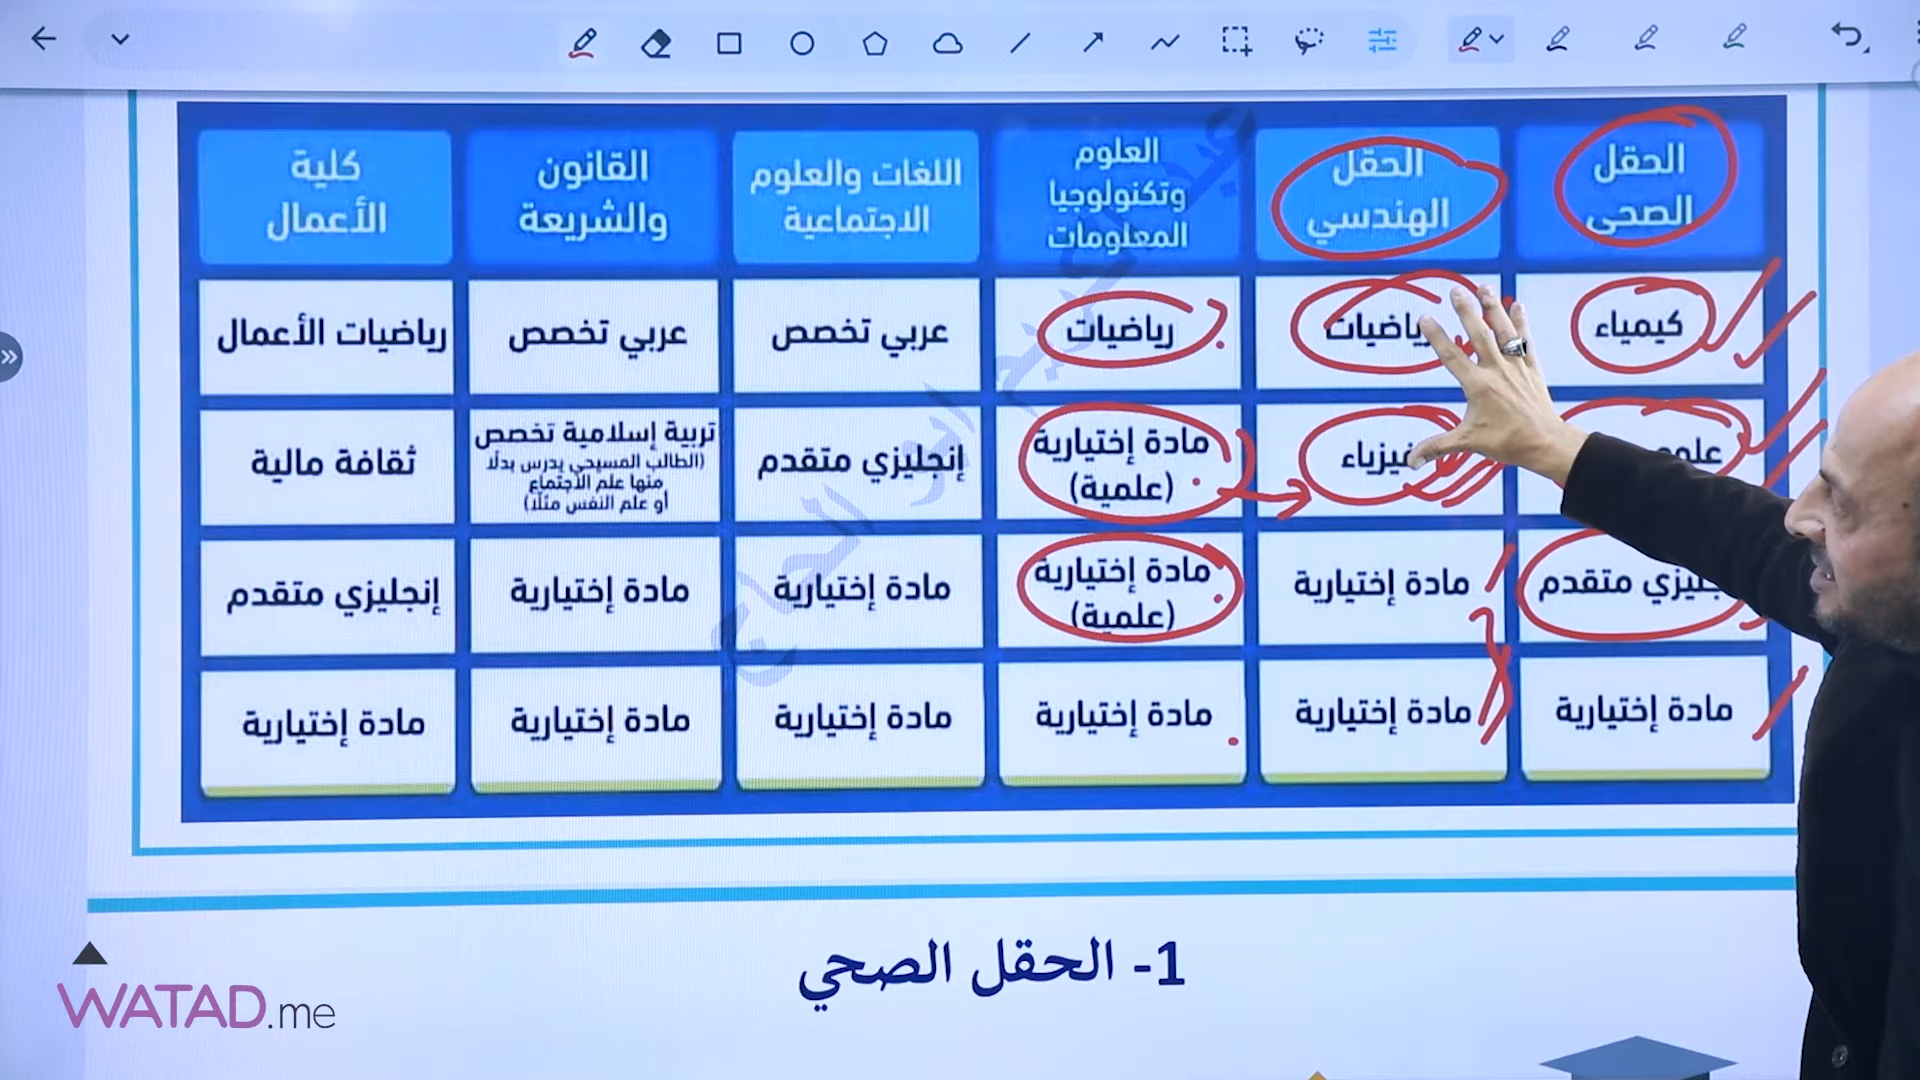 الحقل
الصحي
الحقل
الهندسي
العلوم
وتكنولوجيا
المعلومات
اللغات والعلوم
الاجتماعية
القانون
والشريعة
كلية
الأعمال
كيمياء
رياضيات
رياضيات
عربي تخصص
عربي تخصص
رياضيات الأعمال
فيزياء
مادة إختيارية
(علمية)
إنجليزي متقدم
تربية إسلامية تخصص
(الطالب المسيحي يدرس بدلًا
منها علم الاجتماع
أو علم النفس مثلًا)
ثقافة مالية
متقدم
مادة إختيارية
مادة إختيارية
(علمية)
مادة إختيارية
مادة إختيارية
إنجليزي متقدم
مادة إختيارية
مادة إختيارية
مادة إختيارية
مادة إختيارية
مادة إختيارية
مادة إختيارية
1- الحقل الصحي
WATAD.me